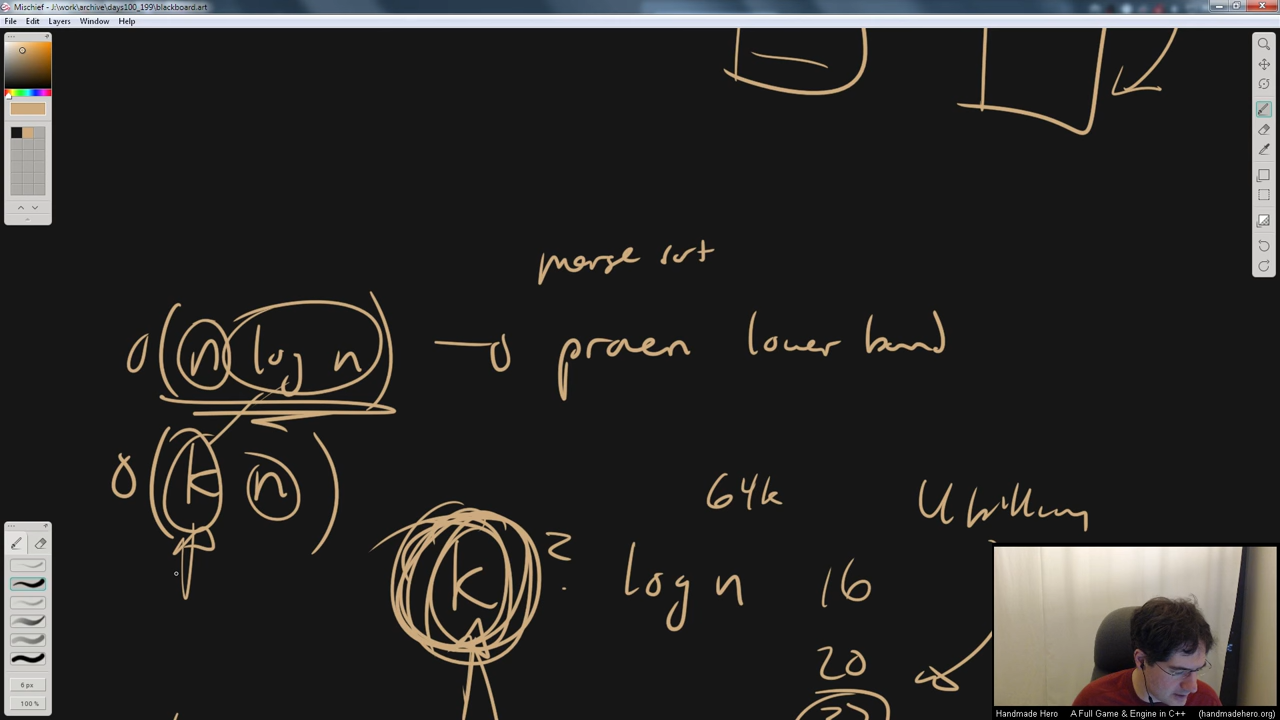 Mischief - J:\work\archive\days100_199\blackboard.art
File Edit Layers Window Help
merge sort
O(n log n) —o proven lower bound
O(k n)
64k 4 billion
k ? log n 16
20
32
6 px
100 %
Handmade Hero A Full Game & Engine in C++ (handmadehero.org)